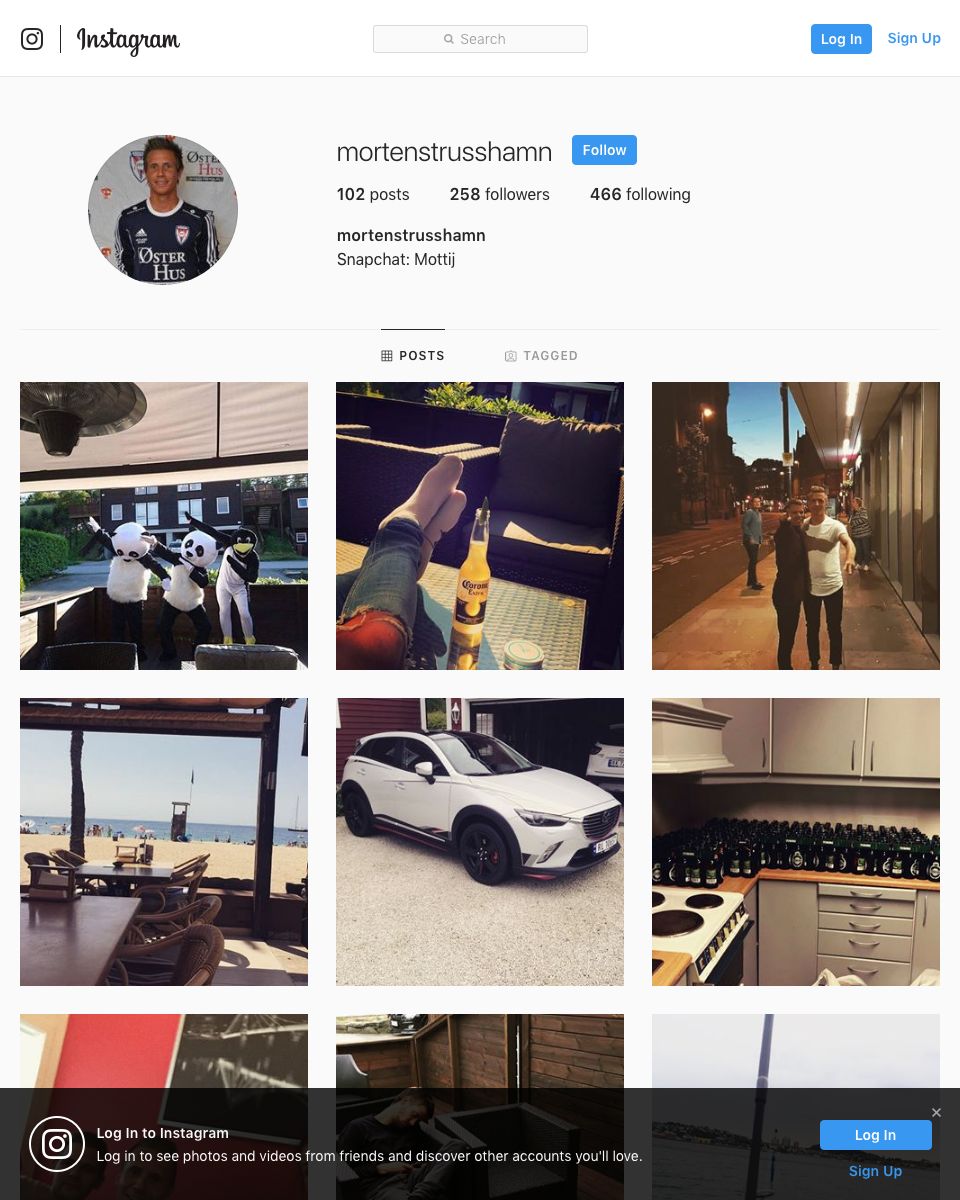 Instagram
Search
Log In
Sign Up
ØSTER
HUS
ØSTER
HUS
mortenstrusshamn
Follow
102 posts
258 followers
466 following
mortenstrusshamn
Snapchat: Mottij
POSTS
TAGGED
Corona
Extra
Log In to Instagram
Log in to see photos and videos from friends and discover other accounts you'll love.
Log In
Sign Up